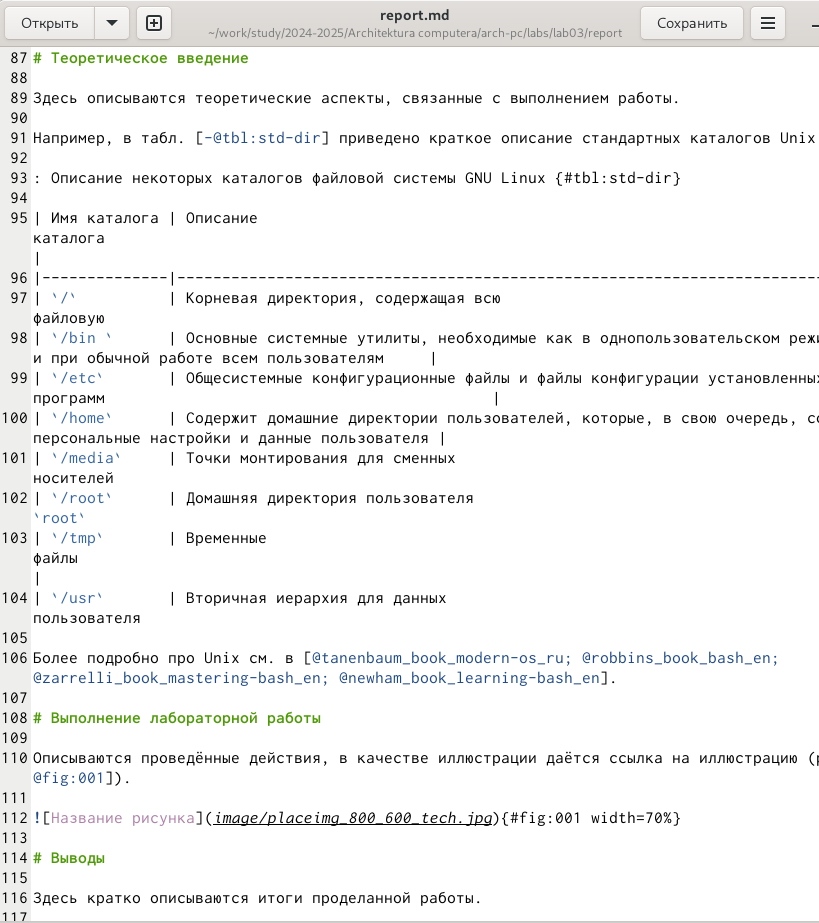 Открыть
report.md
~/work/study/2024-2025/Architektura computera/arch-pc/labs/lab03/report
Сохранить
87 # Теоретическое введение
88
89 Здесь описываются теоретические аспекты, связанные с выполнением работы.
90
91 Например, в табл. [-@tbl:std-dir] приведено краткое описание стандартных каталогов Unix
92
93 : Описание некоторых каталогов файловой системы GNU Linux {#tbl:std-dir}
94
95 | Имя каталога | Описание
каталога
|
96 |--------------|------------------------------------------------------------------------
97 | `/`          | Корневая директория, содержащая всю
файловую
98 | `/bin `      | Основные системные утилиты, необходимые как в однопользовательском
и при обычной работе всем пользователям     |
99 | `/etc`       | Общесистемные конфигурационные файлы и файлы конфигурации установленных
программ                                           |
100 | `/home`      | Содержит домашние директории пользователей, которые, в свою очередь,
персональные настройки и данные пользователя |
101 | `/media`     | Точки монтирования для сменных
носителей
102 | `/root`      | Домашняя директория пользователя
`root`
103 | `/tmp`       | Временные
файлы
|
104 | `/usr`       | Вторичная иерархия для данных
пользователя
105
106 Более подробно про Unix см. в [@tanenbaum_book_modern-os_ru; @robbins_book_bash_en;
@zarrelli_book_mastering-bash_en; @newham_book_learning-bash_en].
107
108 # Выполнение лабораторной работы
109
110 Описываются проведённые действия, в качестве иллюстрации даётся ссылка на иллюстрацию (
@fig:001]).
111
112 ![Название рисунка](image/placeimg_800_600_tech.jpg){#fig:001 width=70%}
113
114 # Выводы
115
116 Здесь кратко описываются итоги проделанной работы.
117